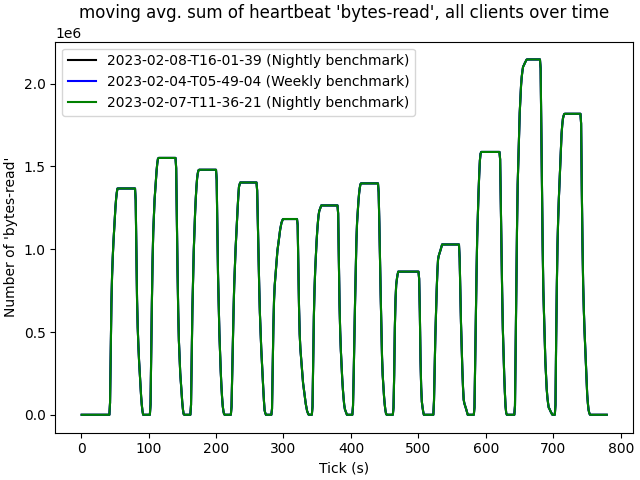 moving avg. sum of heartbeat 'bytes-read', all clients over time
1e6
2023-02-08-T16-01-39 (Nightly benchmark)
2023-02-04-T05-49-04 (Weekly benchmark)
2023-02-07-T11-36-21 (Nightly benchmark)
Number of 'bytes-read'
2.0
1.5
1.0
0.5
0.0
0 100 200 300 400 500 600 700 800
Tick (s)